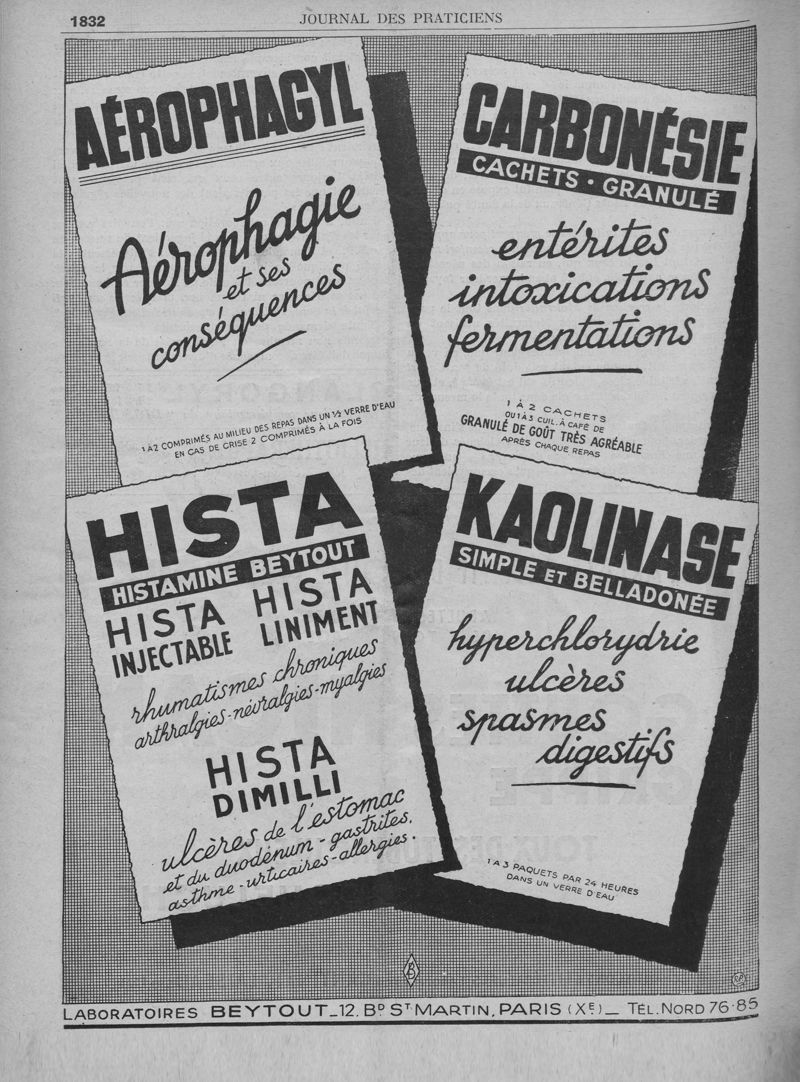 1832
JOURNAL DES PRATICIENS
AÉROPHAGYL
Aérophagie
et ses
conséquences
1 À 2 COMPRIMÉS AU MILIEU DES REPAS DANS UN 1/2 VERRE D'EAU
EN CAS DE CRISE 2 COMPRIMÉS À LA FOIS
CARBONÉSIE
CACHETS · GRANULÉ
entérites
intoxications
fermentations
1 À 2 CACHETS
OU 1 À 3 CUIL. À CAFÉ DE
GRANULÉ DE GOÛT TRÈS AGRÉABLE
APRÈS CHAQUE REPAS
HISTA
HISTAMINE BEYTOUT
HISTA
INJECTABLE
HISTA
LINIMENT
rhumatismes chroniques
arthralgies-névralgies-myalgies
HISTA
DIMILLI
ulcères de l'estomac
et du duodénum - gastrites.
asthme - urticaires - allergies.
KAOLINASE
SIMPLE ET BELLADONÉE
hyperchlorydrie
ulcères
spasmes
digestifs
1 A 3 PAQUETS PAR 24 HEURES
DANS UN VERRE D'EAU
LABORATOIRES BEYTOUT_12. BD ST MARTIN, PARIS (XE)_ TÉL. NORD 76-85